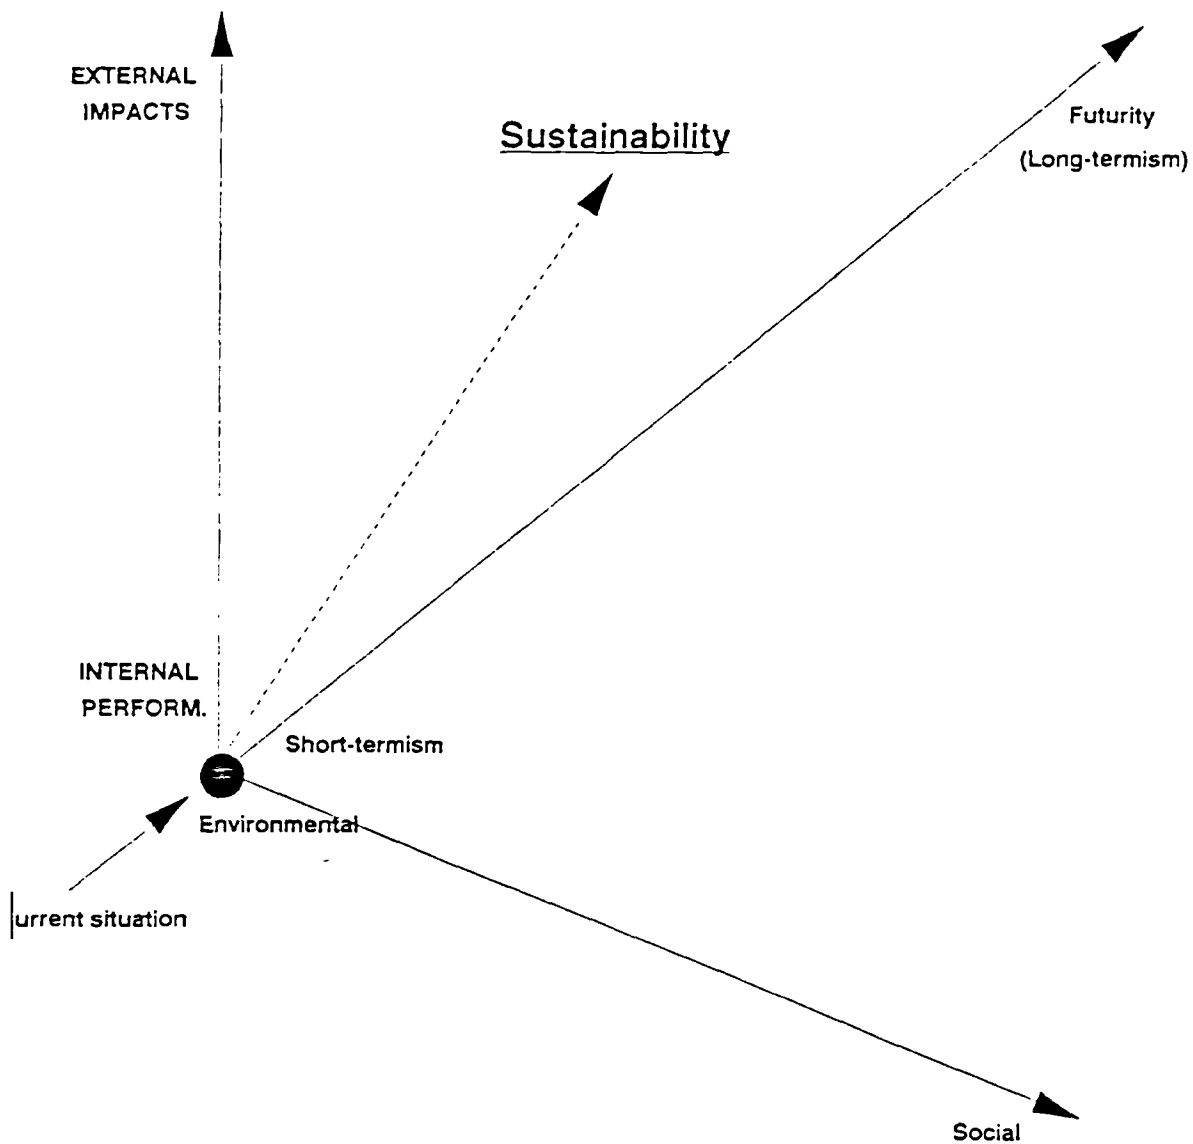 EXTERNAL
IMPACTS
Sustainability
Futurity
(Long-termism)
INTERNAL
PERFORM.
Short-termism
Environmental
urrent situation
Social